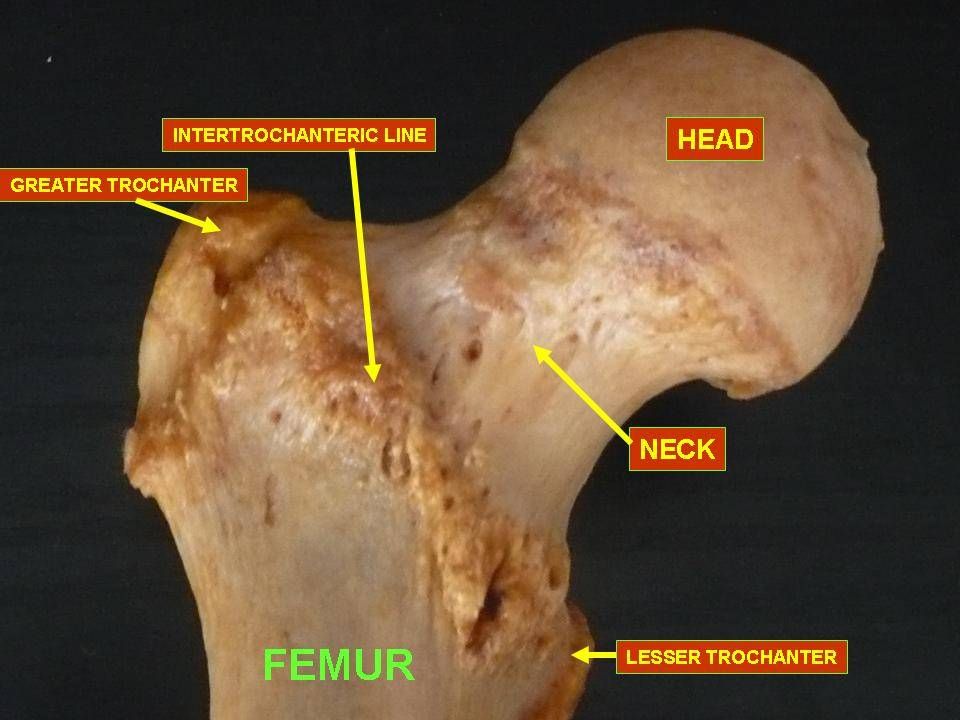 INTERTROCHANTERIC LINE
HEAD
GREATER TROCHANTER
NECK
FEMUR
LESSER TROCHANTER